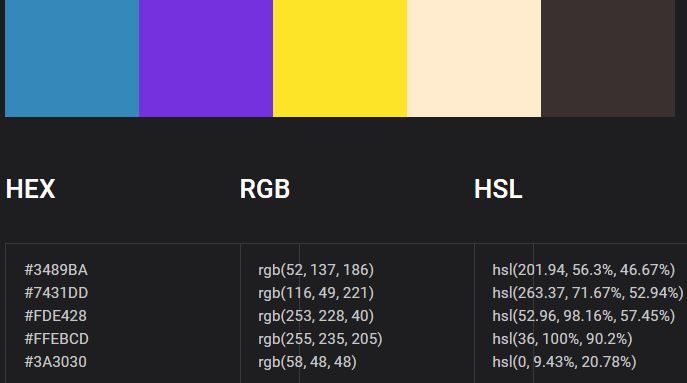 HEX RGB HSL
#3489BA rgb(52, 137, 186) hsl(201.94, 56.3%, 46.67%)
#7431DD rgb(116, 49, 221) hsl(263.37, 71.67%, 52.94%)
#FDE428 rgb(253, 228, 40) hsl(52.96, 98.16%, 57.45%)
#FFEBCD rgb(255, 235, 205) hsl(36, 100%, 90.2%)
#3A3030 rgb(58, 48, 48) hsl(0, 9.43%, 20.78%)